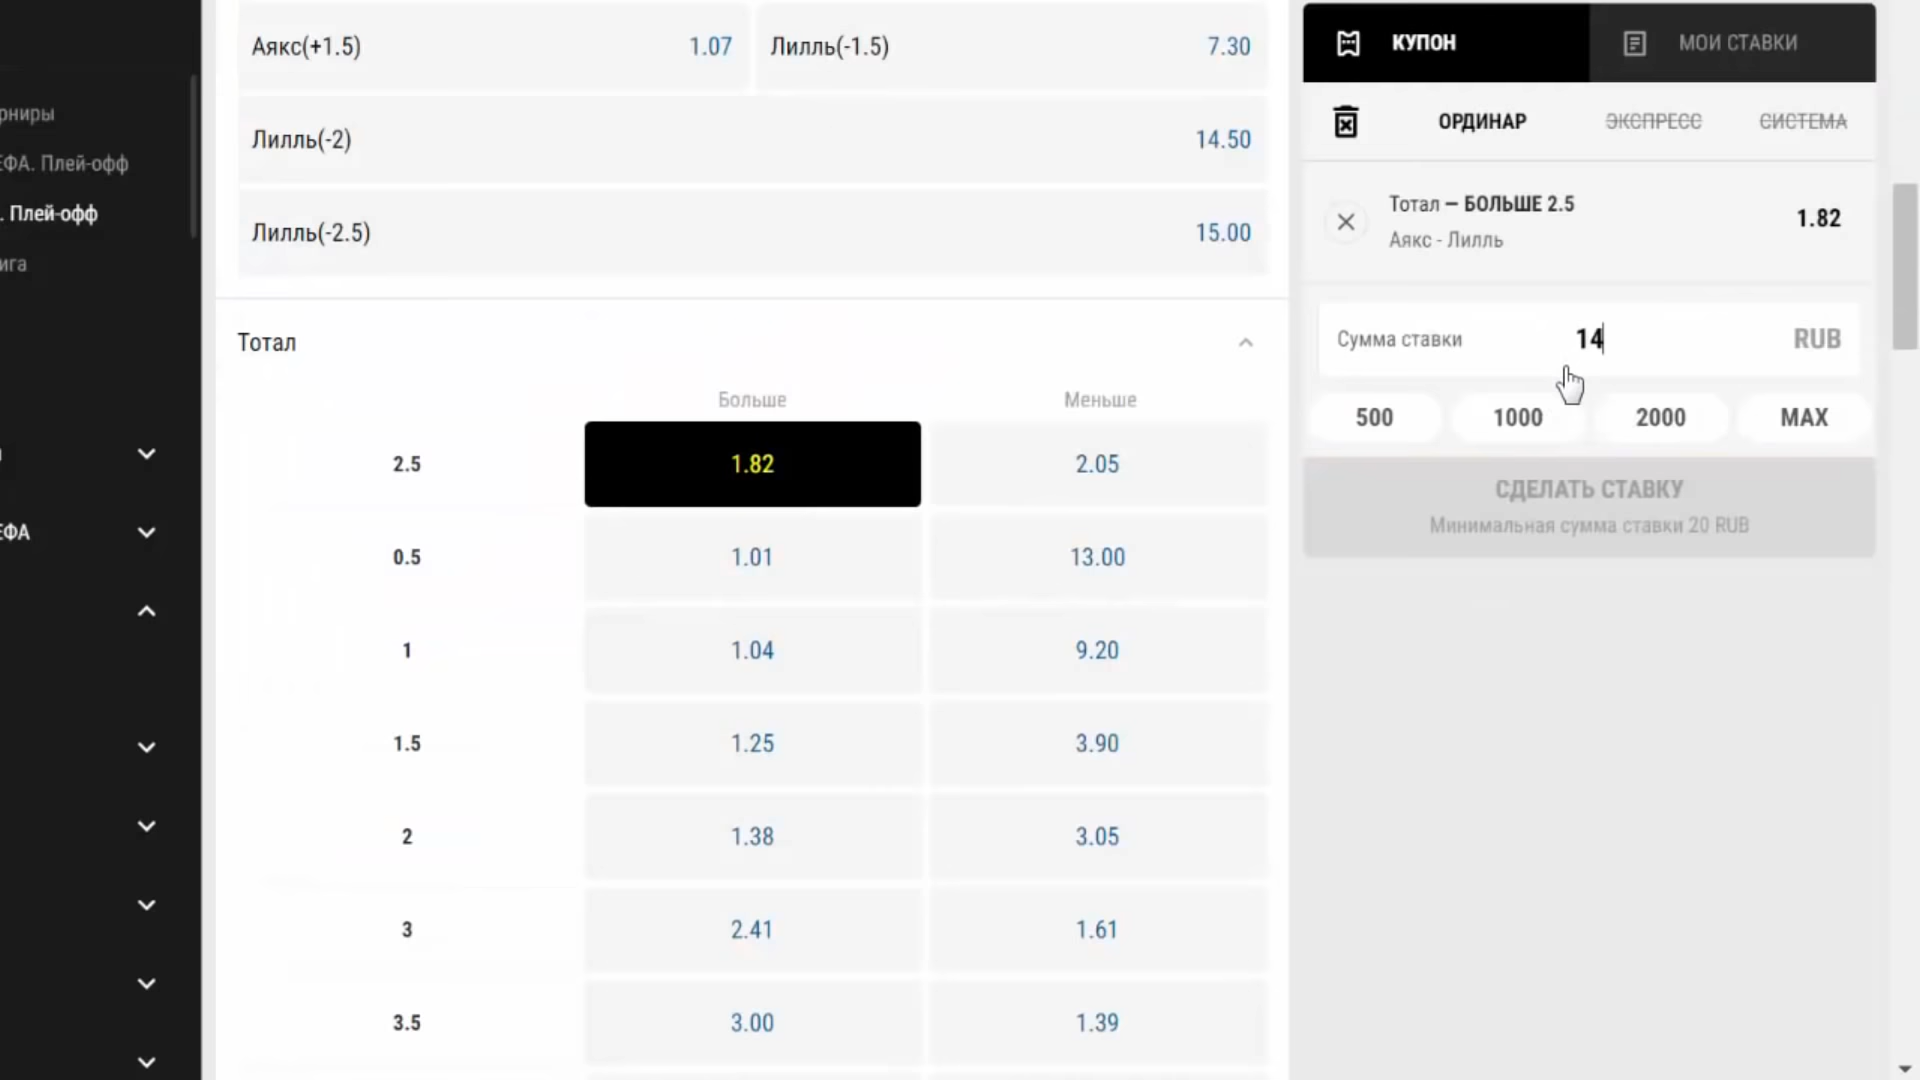 Аякс(+1.5) 1.07 Лилль(-1.5) 7.30
Лилль(-2) 14.50
Лилль(-2.5) 15.00
Тотал
Больше Меньше
2.5 1.82 2.05
0.5 1.01 13.00
1 1.04 9.20
1.5 1.25 3.90
2 1.38 3.05
3 2.41 1.61
3.5 3.00 1.39
рниры
ЕФА. Плей-офф
. Плей-офф
ига
ЕФА
КУПОН МОИ СТАВКИ
ОРДИНАР ЭКСПРЕСС СИСТЕМА
Тотал — БОЛЬШЕ 2.5 1.82
Аякс - Лилль
Сумма ставки 14 RUB
500 1000 2000 MAX
СДЕЛАТЬ СТАВКУ
Минимальная сумма ставки 20 RUB